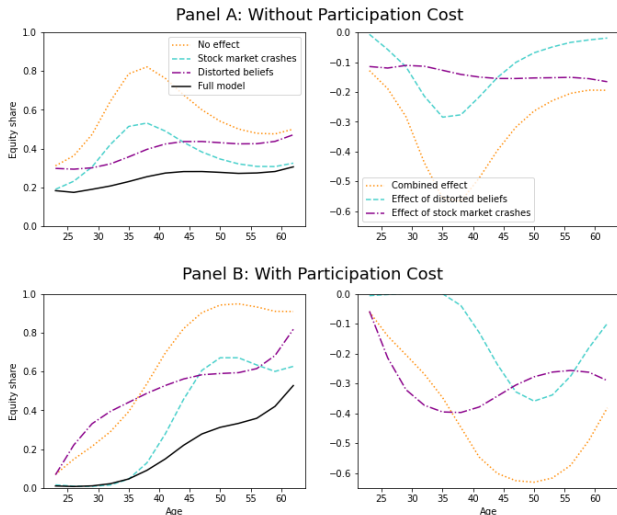 Panel A: Without Participation Cost
1.0
0.8
0.6
0.4
0.2
0.0
Equity share
No effect
Stock market crashes
Distorted beliefs
Full model
25 30 35 40 45 50 55 60
0.0
−0.1
−0.2
−0.3
−0.4
−0.5
−0.6
Combined effect
Effect of distorted beliefs
Effect of stock market crashes
25 30 35 40 45 50 55 60
Panel B: With Participation Cost
1.0
0.8
0.6
0.4
0.2
0.0
Equity share
25 30 35 40 45 50 55 60
Age
0.0
−0.1
−0.2
−0.3
−0.4
−0.5
−0.6
25 30 35 40 45 50 55 60
Age